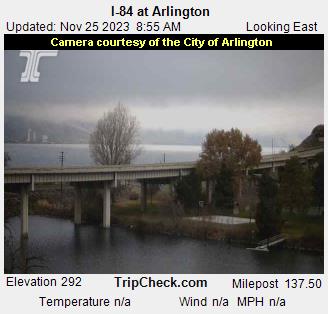 I-84 at Arlington
Updated: Nov 25 2023 8:55 AM Looking East
Camera courtesy of the City of Arlington
Elevation 292 TripCheck.com Milepost 137.50
Temperature n/a Wind n/a MPH n/a